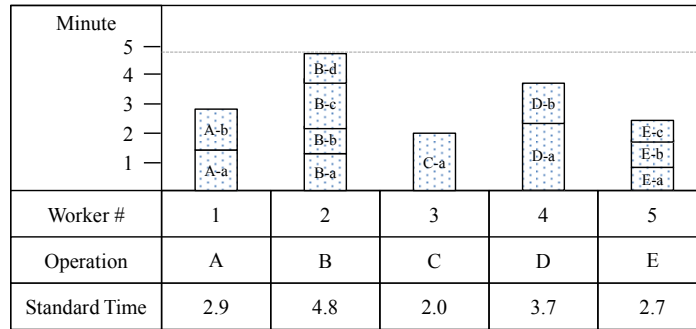 Minute
5
4
3
2
1
A-b
A-a
B-d
B-c
B-b
B-a
C-a
D-b
D-a
E-c
E-b
E-a
Worker # 1 2 3 4 5
Operation A B C D E
Standard Time 2.9 4.8 2.0 3.7 2.7